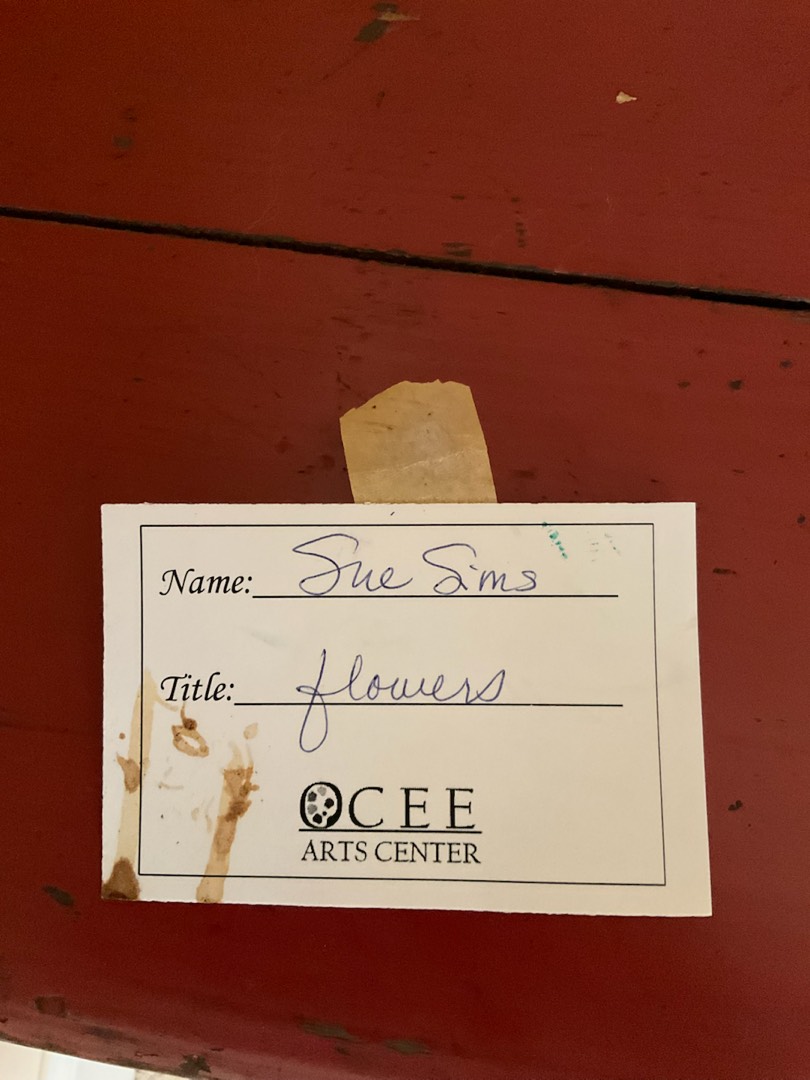 Name: Sue Sims
Title: flowers
OCEE
ARTS CENTER